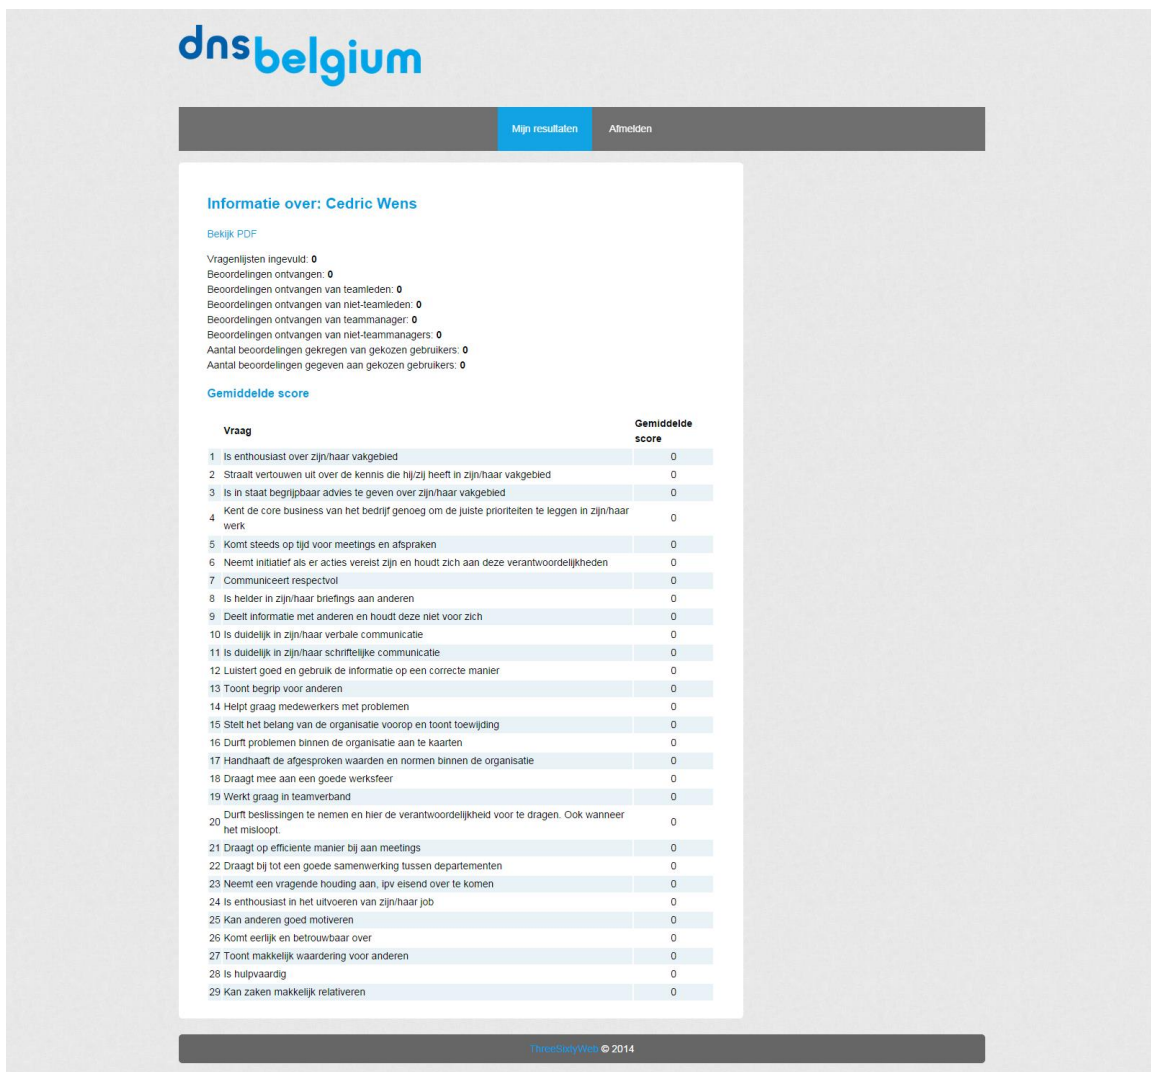 dnsbelgium
Mijn resultaten Afmelden
Informatie over: Cedric Wens
Bekijk PDF
Vragenlijsten ingevuld: 0
Beoordelingen ontvangen: 0
Beoordelingen ontvangen van teamleden: 0
Beoordelingen ontvangen van niet-teamleden: 0
Beoordelingen ontvangen van teammanager: 0
Beoordelingen ontvangen van niet-teammanagers: 0
Aantal beoordelingen gekregen van gekozen gebruikers: 0
Aantal beoordelingen gegeven aan gekozen gebruikers: 0
Gemiddelde score
Vraag Gemiddelde
score
1 Is enthousiast over zijn/haar vakgebied 0
2 Straalt vertouwen uit over de kennis die hij/zij heeft in zijn/haar vakgebied 0
3 Is in staat begrijpbaar advies te geven over zijn/haar vakgebied 0
4 Kent de core business van het bedrijf genoeg om de juiste prioriteiten te leggen in zijn/haar
werk 0
5 Komt steeds op tijd voor meetings en afspraken 0
6 Neemt initiatief als er acties vereist zijn en houdt zich aan deze verantwoordelijkheden 0
7 Communiceert respectvol 0
8 Is helder in zijn/haar briefings aan anderen 0
9 Deelt informatie met anderen en houdt deze niet voor zich 0
10 Is duidelijk in zijn/haar verbale communicatie 0
11 Is duidelijk in zijn/haar schriftelijke communicatie 0
12 Luistert goed en gebruik de informatie op een correcte manier 0
13 Toont begrip voor anderen 0
14 Helpt graag medewerkers met problemen 0
15 Stelt het belang van de organisatie voorop en toont toewijding 0
16 Durft problemen binnen de organisatie aan te kaarten 0
17 Handhaaft de afgesproken waarden en normen binnen de organisatie 0
18 Draagt mee aan een goede werksfeer 0
19 Werkt graag in teamverband 0
20 Durft beslissingen te nemen en hier de verantwoordelijkheid voor te dragen. Ook wanneer
het misloopt. 0
21 Draagt op efficiente manier bij aan meetings 0
22 Draagt bij tot een goede samenwerking tussen departementen 0
23 Neemt een vragende houding aan, ipv eisend over te komen 0
24 Is enthousiast in het uitvoeren van zijn/haar job 0
25 Kan anderen goed motiveren 0
26 Komt eerlijk en betrouwbaar over 0
27 Toont makkelijk waardering voor anderen 0
28 Is hulpvaardig 0
29 Kan zaken makkelijk relativeren 0
ThreeSixtyWeb © 2014